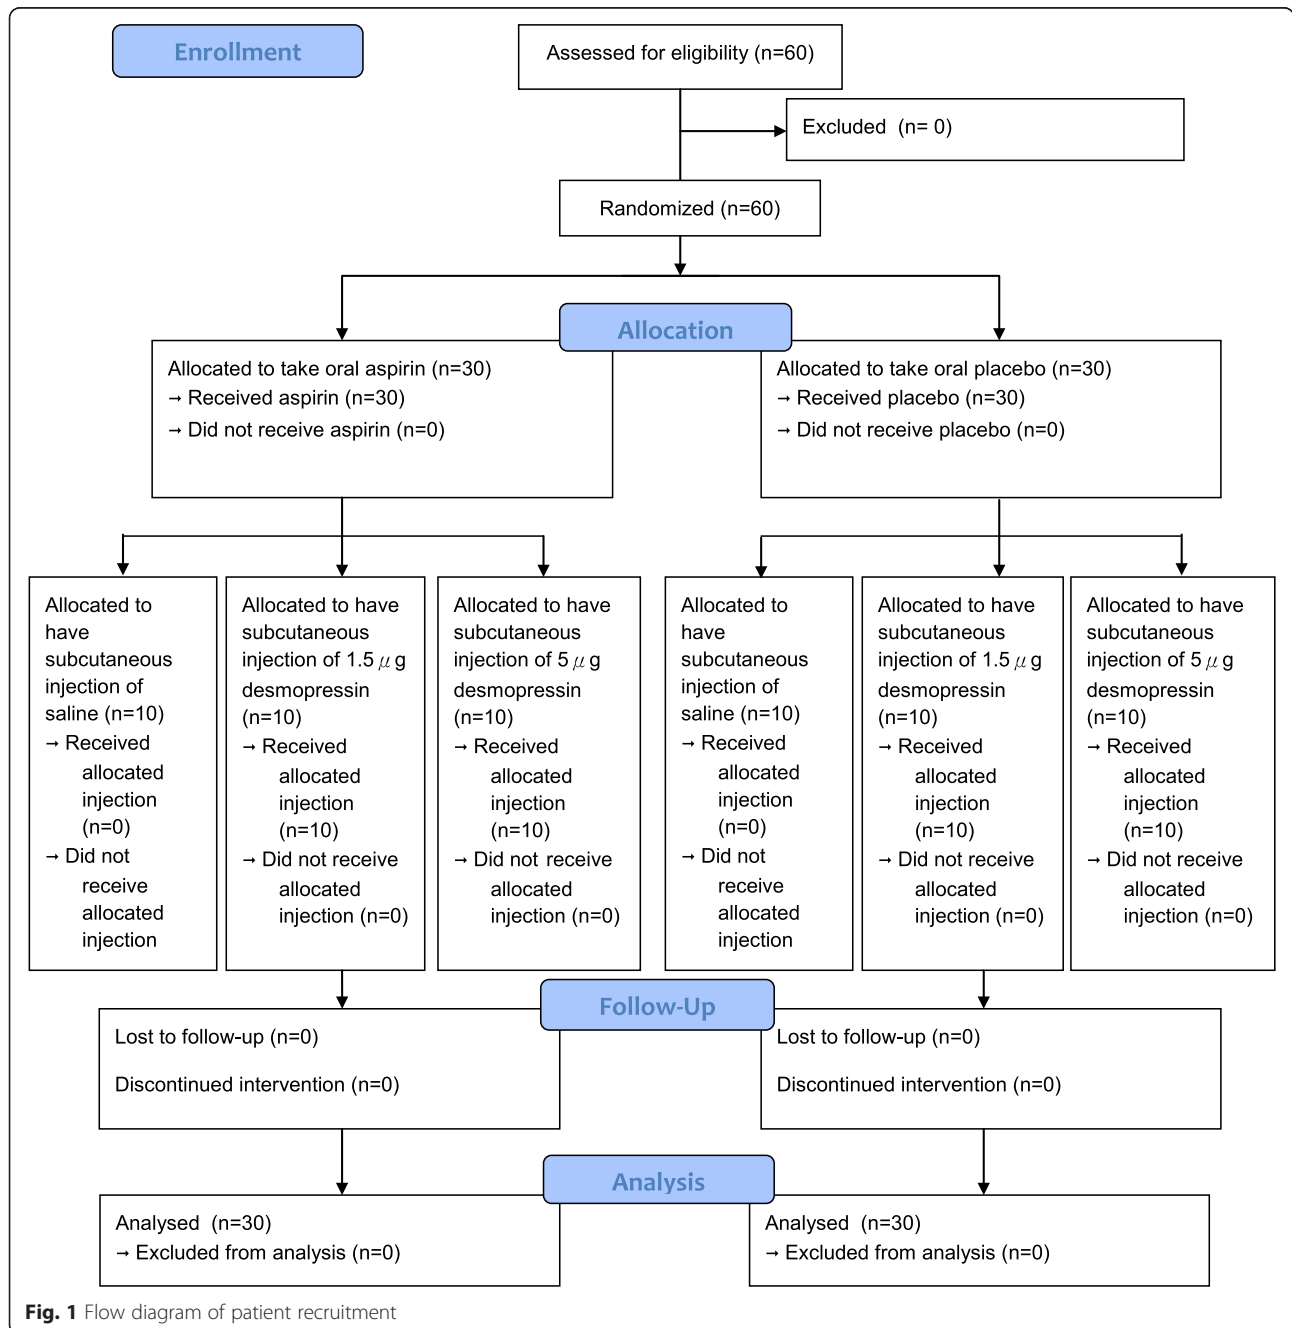 Enrollment
Assessed for eligibility (n=60)
Excluded (n= 0)
Randomized (n=60)
Allocation
Allocated to take oral aspirin (n=30)
→ Received aspirin (n=30)
→ Did not receive aspirin (n=0)
Allocated to take oral placebo (n=30)
→ Received placebo (n=30)
→ Did not receive placebo (n=0)
Allocated to
have
subcutaneous
injection of
saline (n=10)
→ Received
allocated
injection
(n=0)
→ Did not
receive
allocated
injection
Allocated to have
subcutaneous
injection of 1.5 μg
desmopressin
(n=10)
→ Received
allocated
injection
(n=10)
→ Did not receive
allocated
injection (n=0)
Allocated to have
subcutaneous
injection of 5 μg
desmopressin
(n=10)
→ Received
allocated
injection
(n=10)
→ Did not receive
allocated
injection (n=0)
Allocated to
have
subcutaneous
injection of
saline (n=10)
→ Received
allocated
injection
(n=0)
→ Did not
receive
allocated
injection
Allocated to have
subcutaneous
injection of 1.5 μg
desmopressin
(n=10)
→ Received
allocated
injection
(n=10)
→ Did not receive
allocated
injection (n=0)
Allocated to have
subcutaneous
injection of 5 μg
desmopressin
(n=10)
→ Received
allocated
injection
(n=10)
→ Did not receive
allocated
injection (n=0)
Follow-Up
Lost to follow-up (n=0)
Discontinued intervention (n=0)
Lost to follow-up (n=0)
Discontinued intervention (n=0)
Analysis
Analysed (n=30)
→ Excluded from analysis (n=0)
Analysed (n=30)
→ Excluded from analysis (n=0)
Fig. 1 Flow diagram of patient recruitment